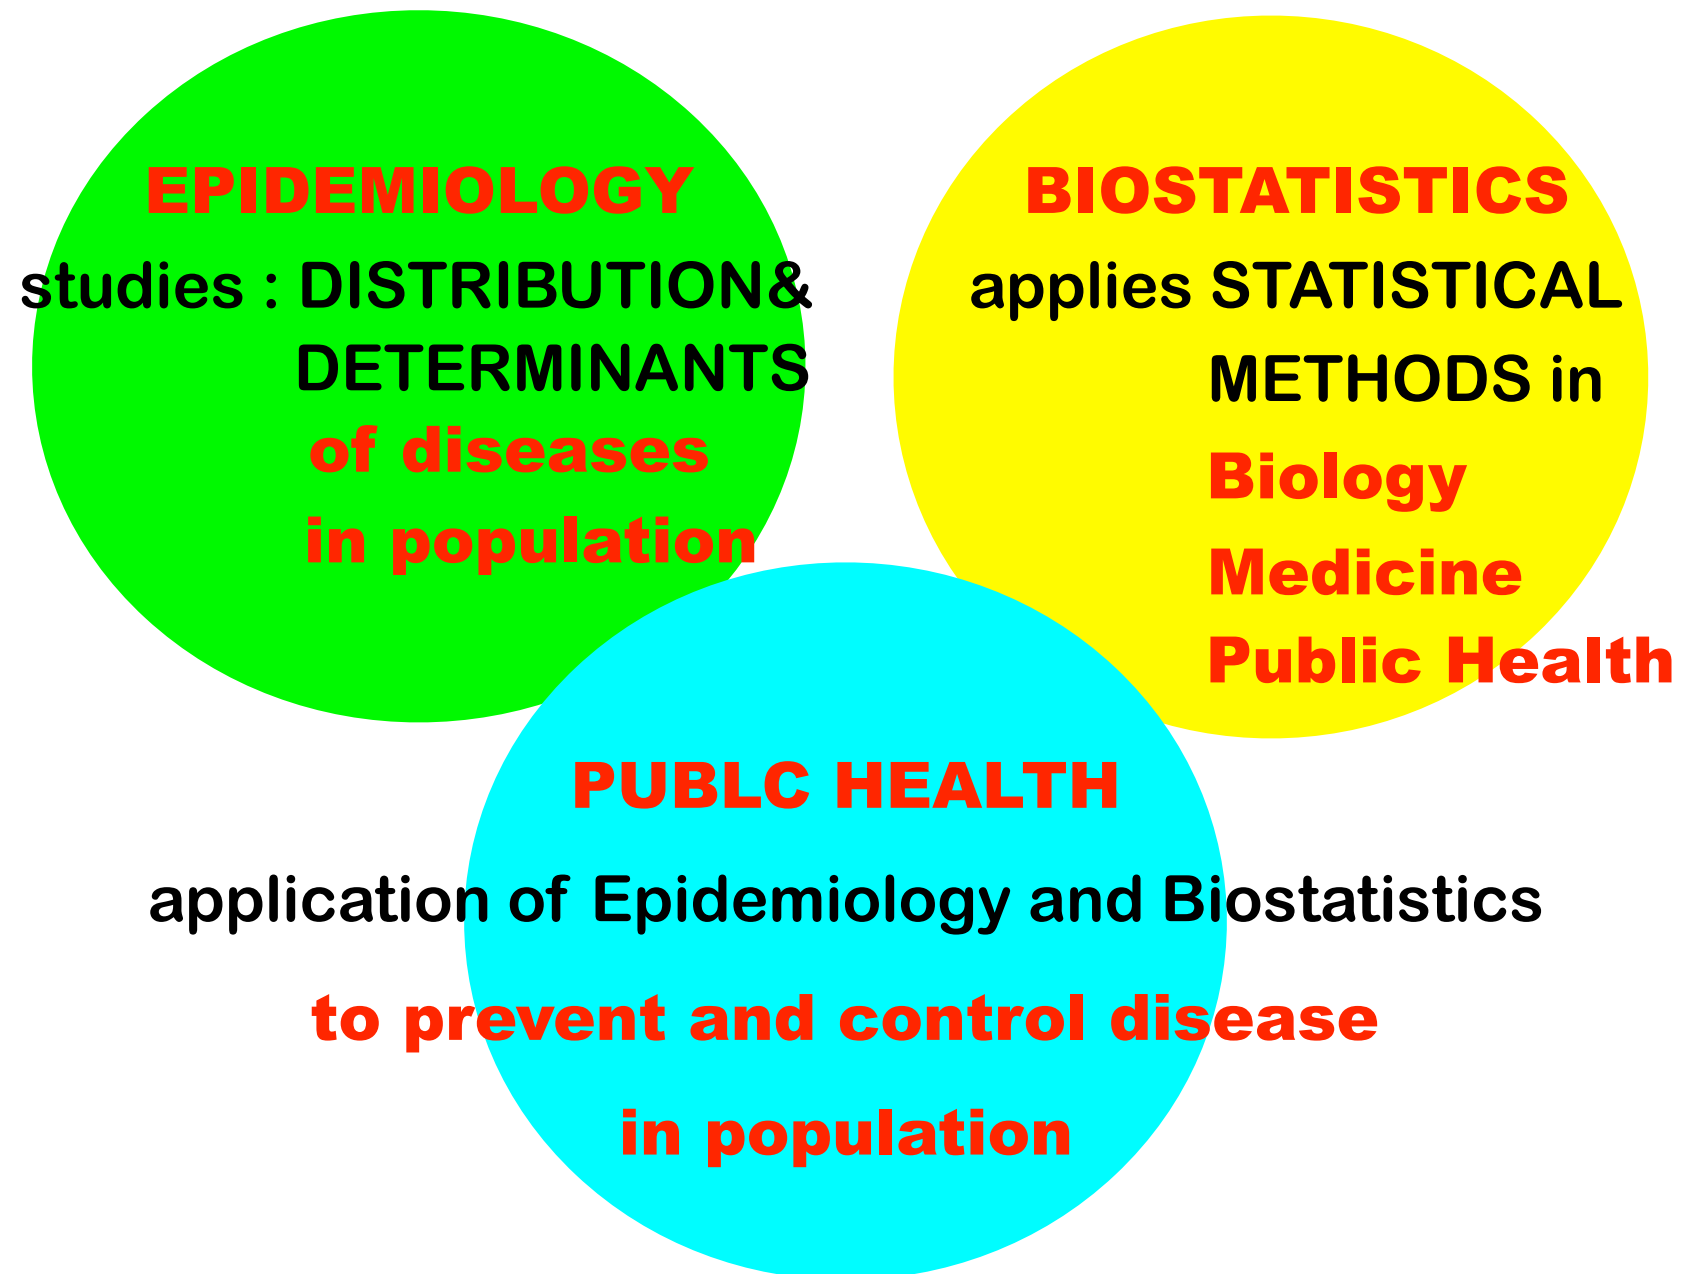 EPIDEMIOLOGY
studies : DISTRIBUTION&
DETERMINANTS
of diseases
in population
BIOSTATISTICS
applies STATISTICAL
METHODS in
Biology
Medicine
Public Health
PUBLC HEALTH
application of Epidemiology and Biostatistics
to prevent and control disease
in population